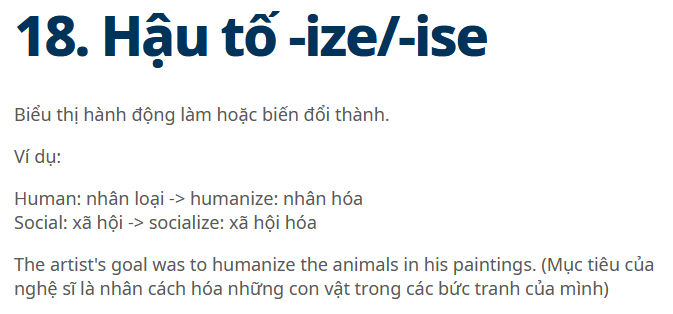 18. Hậu tố -ize/-ise
Biểu thị hành động làm hoặc biến đổi thành.
Ví dụ:
Human: nhân loại -> humanize: nhân hóa
Social: xã hội -> socialize: xã hội hóa
The artist's goal was to humanize the animals in his paintings. (Mục tiêu của
nghệ sĩ là nhân cách hóa những con vật trong các bức tranh của mình)